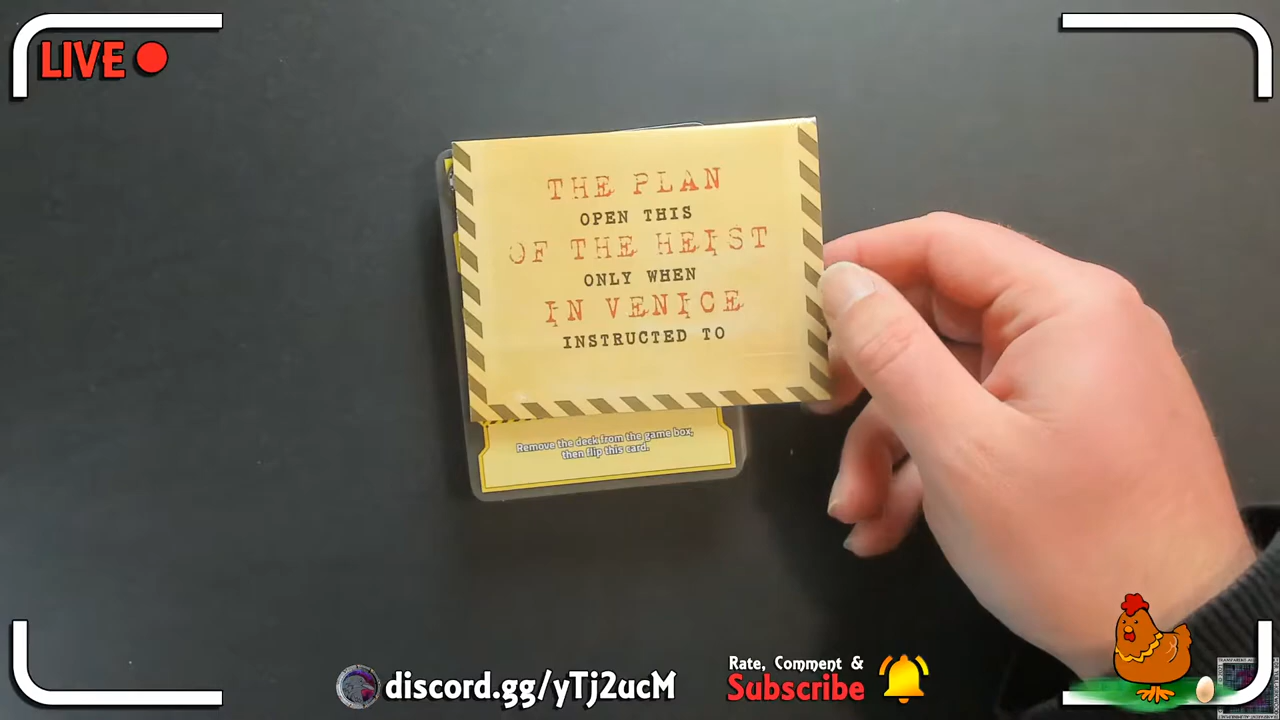 LIVE
THE PLAN
OPEN THIS
OF THE HEIST
ONLY WHEN
IN VENICE
INSTRUCTED TO
Remove the deck from the game box,
then flip this card.
discord.gg/yTj2ucM
Rate, Comment &
Subscribe